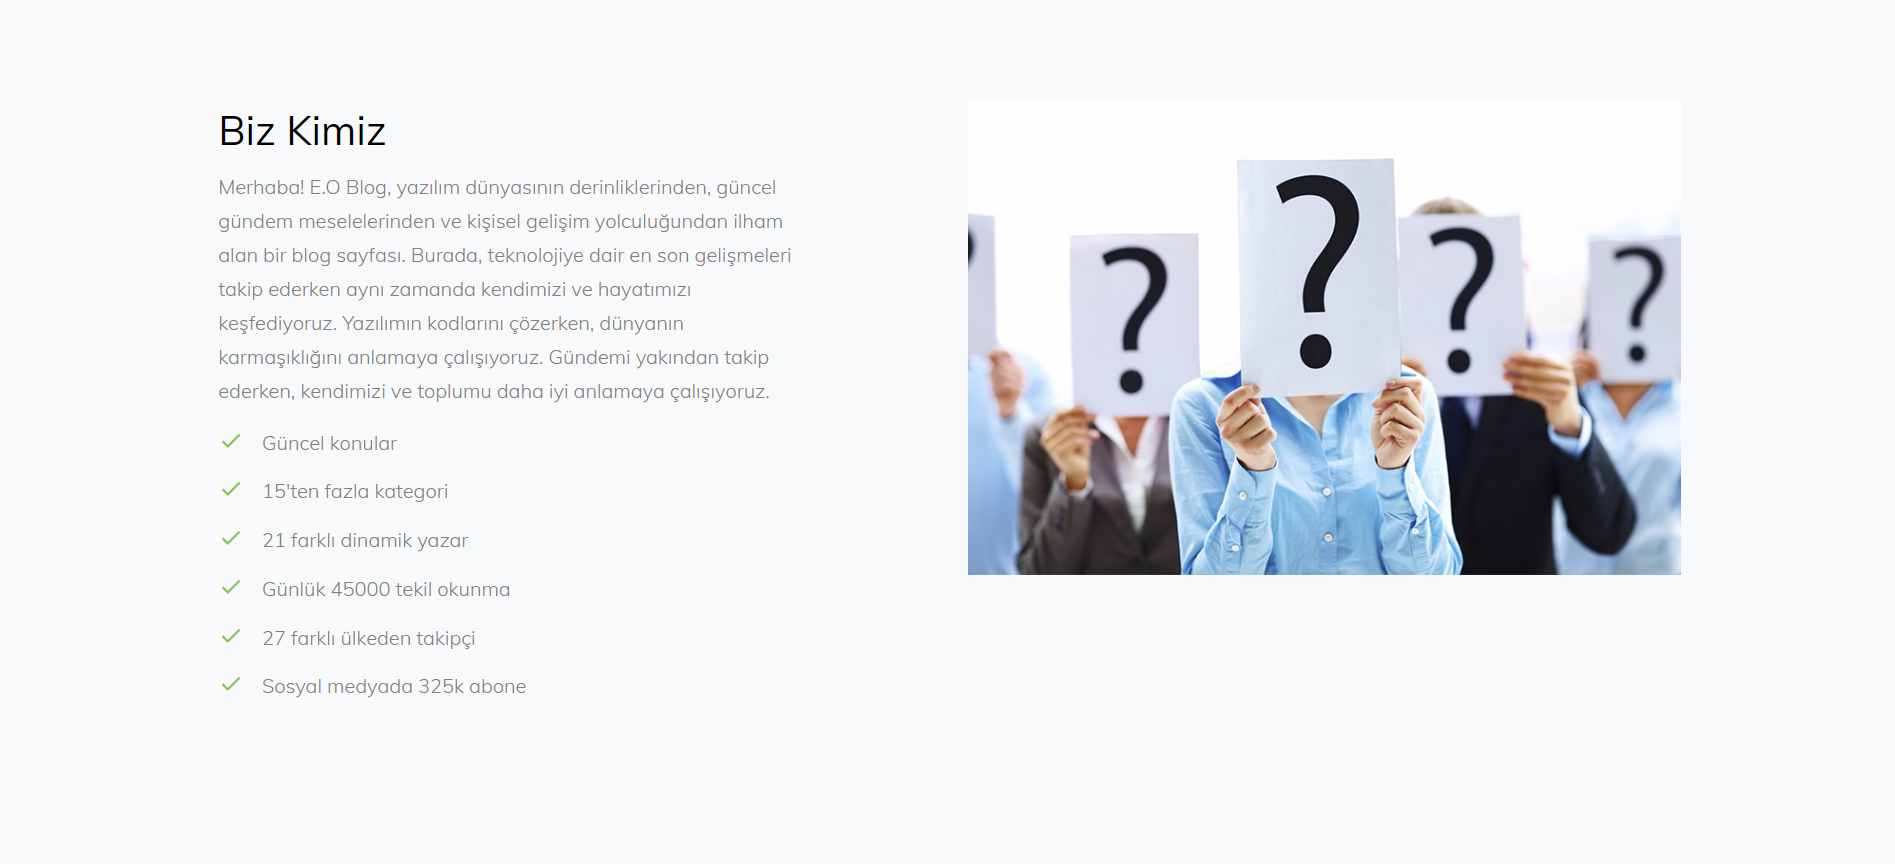 Biz Kimiz
Merhaba! E.O Blog, yazılım dünyasının derinliklerinden, güncel
gündem meselelerinden ve kişisel gelişim yolculuğundan ilham
alan bir blog sayfası. Burada, teknolojiye dair en son gelişmeleri
takip ederken aynı zamanda kendimizi ve hayatımızı
keşfediyoruz. Yazılımın kodlarını çözerken, dünyanın
karmaşıklığını anlamaya çalışıyoruz. Gündemi yakından takip
ederken, kendimizi ve toplumu daha iyi anlamaya çalışıyoruz.
Güncel konular
15'ten fazla kategori
21 farklı dinamik yazar
Günlük 45000 tekil okunma
27 farklı ülkeden takipçi
Sosyal medyada 325k abone
?
?
?
?
?